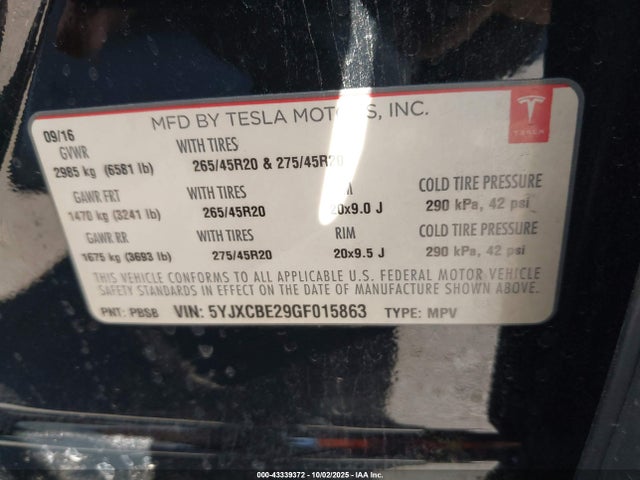 MFD BY TESLA MOTORS, INC.
TESLA
09/16
GVWR WITH TIRES
2985 kg (6581 lb) 265/45R20 & 275/45R20
GAWR FRT WITH TIRES COLD TIRE PRESSURE
1470 kg (3241 lb) 265/45R20 20x9.0 J 290 kPa, 42 psi
GAWR RR WITH TIRES RIM COLD TIRE PRESSURE
1675 kg (3693 lb) 275/45R20 20x9.5 J 290 kPa, 42 psi
THIS VEHICLE CONFORMS TO ALL APPLICABLE U.S. FEDERAL MOTOR VEHICLE
SAFETY STANDARDS IN EFFECT ON THE DATE OF MANUFACTURE SHOWN ABOVE.
PNT: PBSB VIN: 5YJXCBE29GF015863 TYPE: MPV
000-43339372 - 10/02/2025 - IAA Inc.